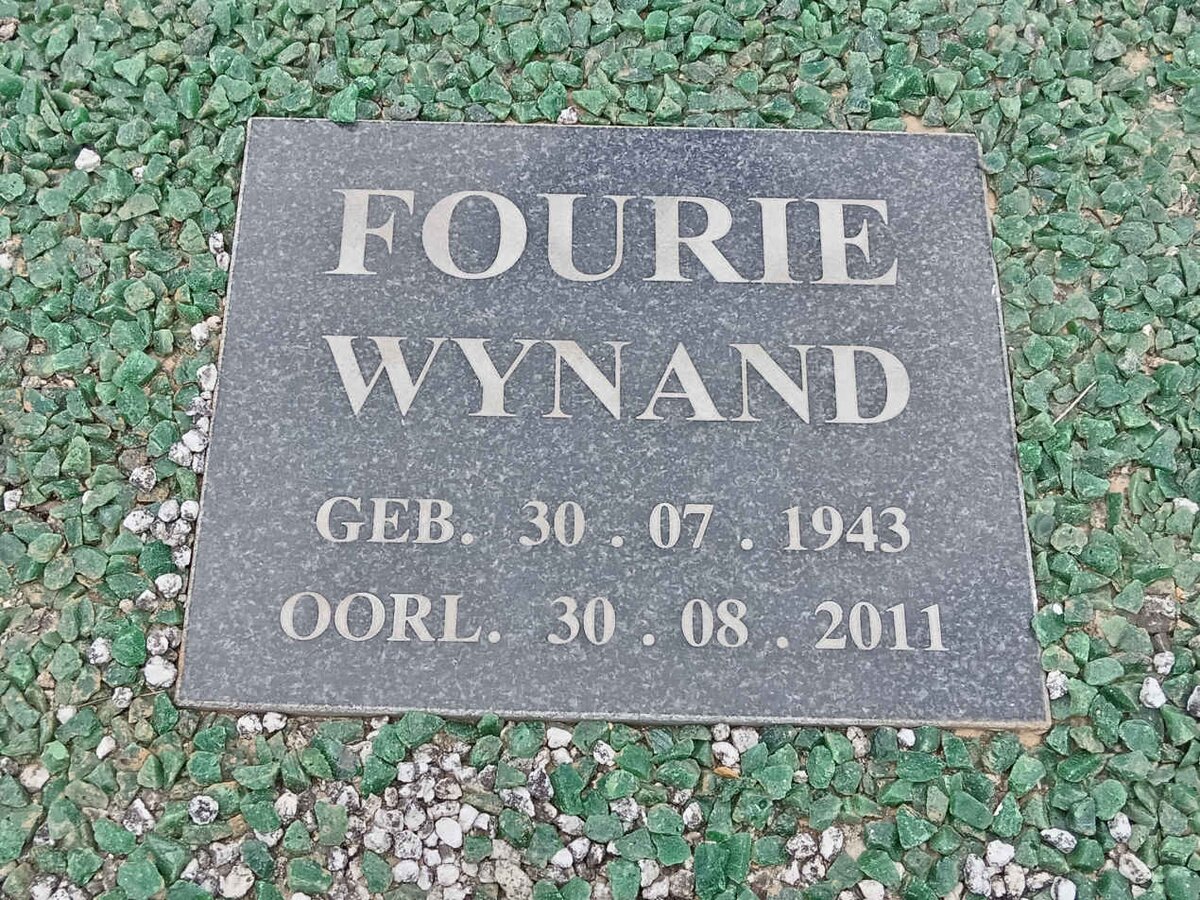 FOURIE
WYNAND
GEB. 30 . 07 . 1943
OORL. 30 . 08 . 2011